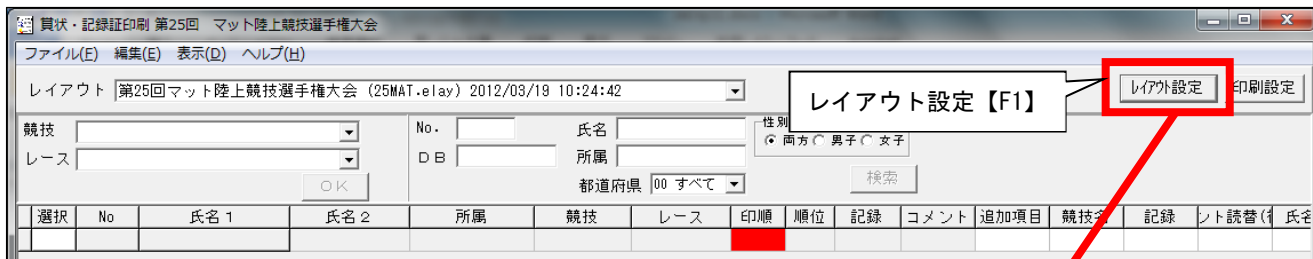 賞状・記録証印刷 第25回 マット陸上競技選手権大会
ファイル(F) 編集(E) 表示(D) ヘルプ(H)
レイアウト 第25回マット陸上競技選手権大会 (25MAT.elay) 2012/03/19 10:24:42
レイアウト設定【F1】
レイアウト設定 印刷設定
競技 No. 氏名 性別
両方 男子 女子
レース DB 所属
OK 都道府県 00 すべて 検索
選択 No 氏名1 氏名2 所属 競技 レース 印順 順位 記録 コメント 追加項目 競技名 記録 ント読替(